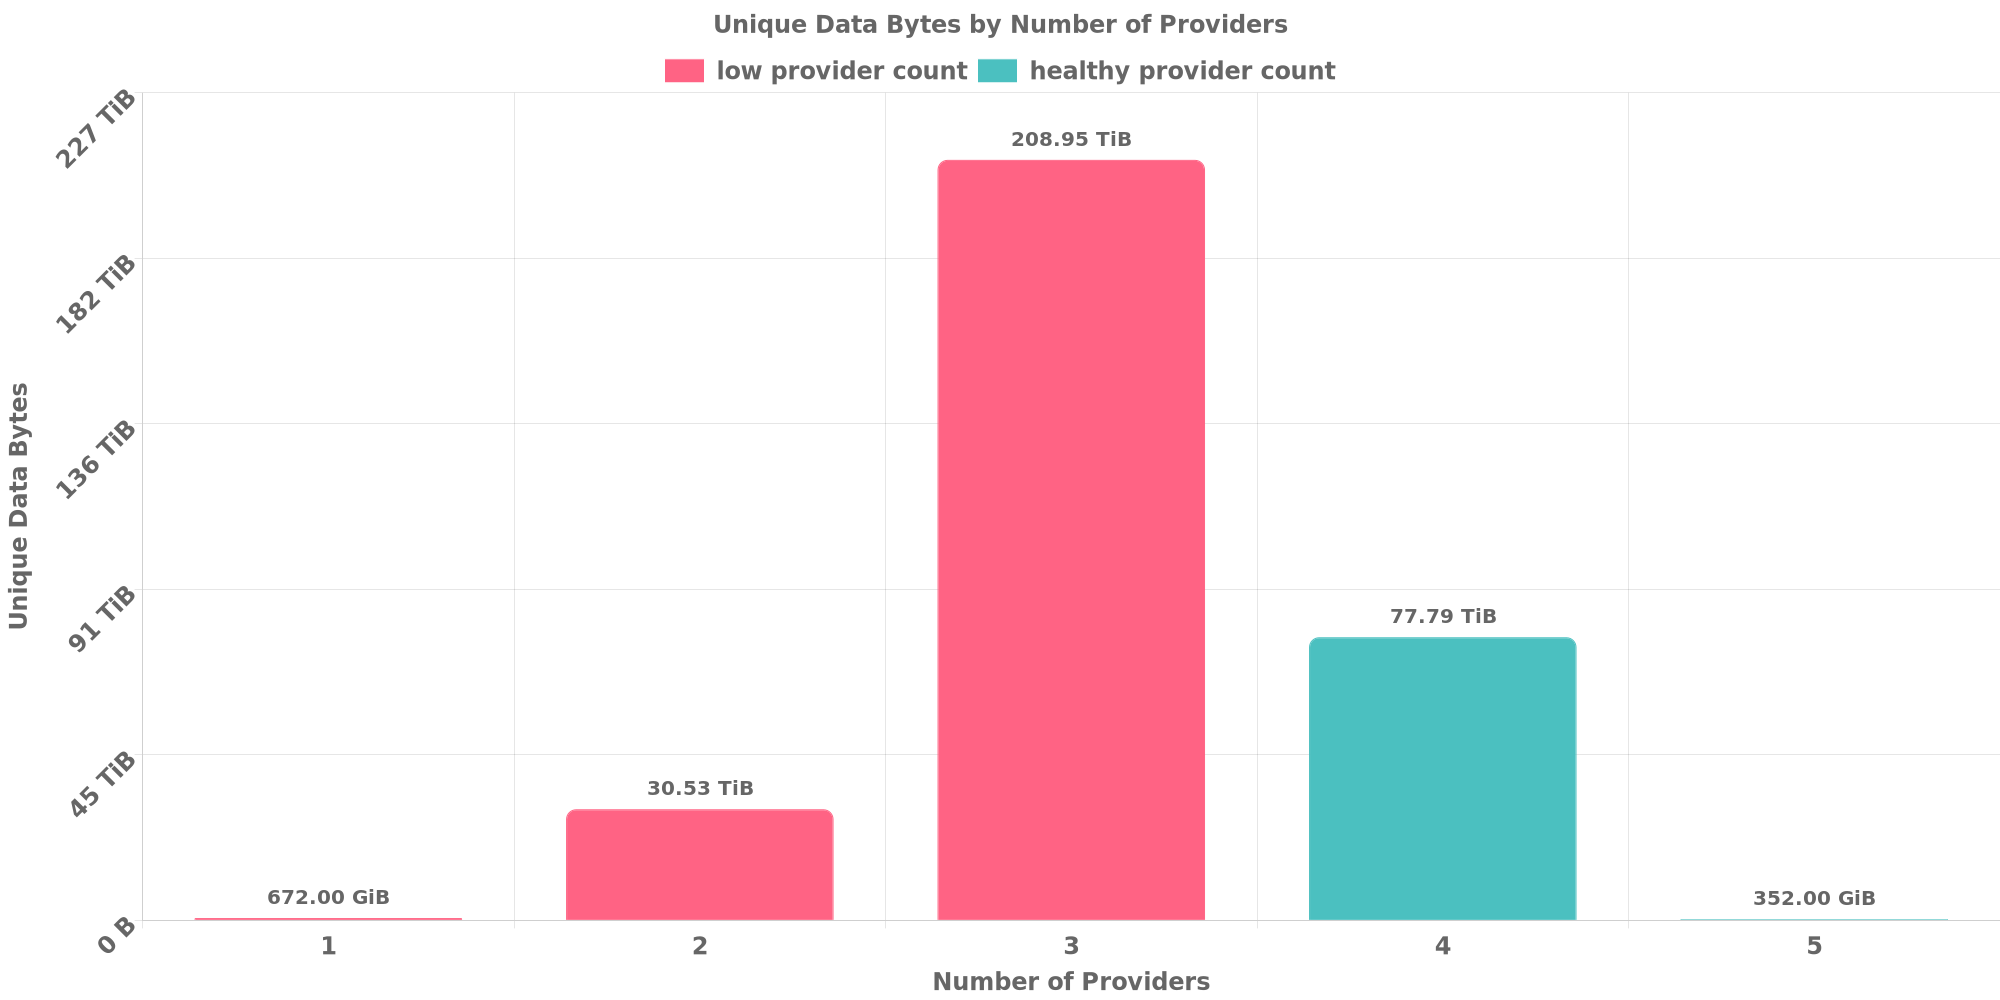 Unique Data Bytes by Number of Providers
low provider count healthy provider count
227 TiB
182 TiB
136 TiB
91 TiB
45 TiB
0 B
Unique Data Bytes
672.00 GiB
30.53 TiB
208.95 TiB
77.79 TiB
352.00 GiB
1 2 3 4 5
Number of Providers